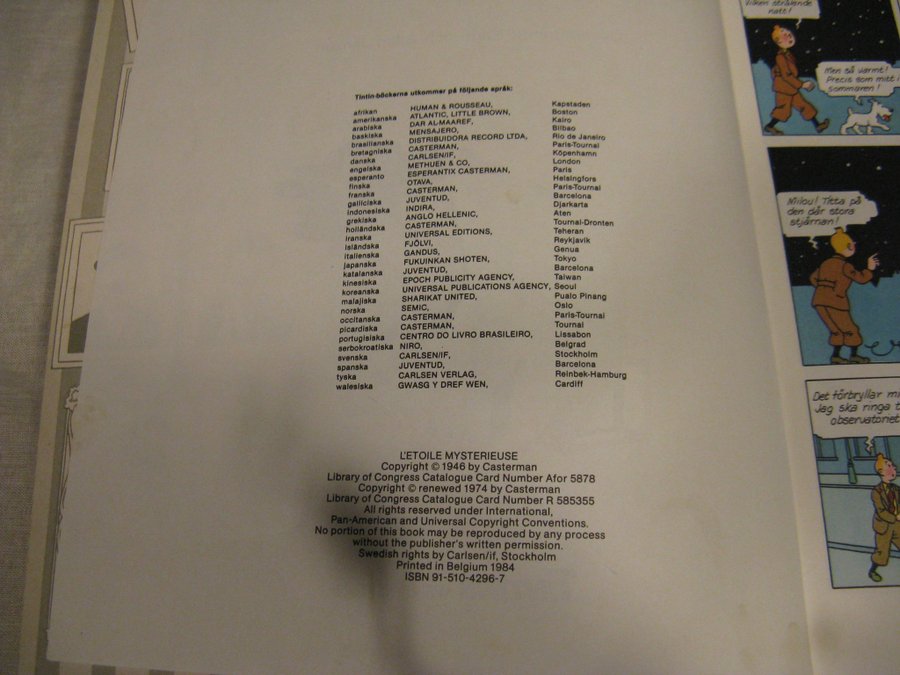 Tintin-böckerna utkommer på följande språk:
afrikan HUMAN & ROUSSEAU, Kapstaden
amerikanska ATLANTIC, LITTLE BROWN, Boston
arabiska DAR AL-MAAREF, Kairo
baskiska MENSAJERO, Bilbao
brasilianska DISTRIBUIDORA RECORD LTDA, Rio de Janeiro
bretagniska CASTERMAN, Paris-Tournai
danska CARLSEN/IF, Köpenhamn
engelska METHUEN & CO, London
esperanto ESPERANTIX CASTERMAN, Paris
finska OTAVA, Helsingfors
franska CASTERMAN, Paris-Tournai
galiciska JUVENTUD, Barcelona
indonesiska INDIRA, Djarkarta
grekiska ANGLO HELLENIC, Aten
holländska CASTERMAN, Tournai-Dronten
iranska UNIVERSAL EDITIONS, Teheran
isländska FJÖLVI, Reykjavik
italienska GANDUS, Genua
japanska FUKUINKAN SHOTEN, Tokyo
katalanska JUVENTUD, Barcelona
kinesiska EPOCH PUBLICITY AGENCY, Taiwan
koreanska UNIVERSAL PUBLICATIONS AGENCY, Seoul
malajiska SHARIKAT UNITED, Pualo Pinang
norska SEMIC, Oslo
occitanska CASTERMAN, Paris-Tournai
picardiska CASTERMAN, Tournai
portugisiska CENTRO DO LIVRO BRASILEIRO, Lissabon
serbokroatiska NIRO, Belgrad
svenska CARLSEN/IF, Stockholm
spanska JUVENTUD, Barcelona
tyska CARLSEN VERLAG, Reinbek-Hamburg
walesiska GWASG Y DREF WEN, Cardiff
L'ETOILE MYSTERIEUSE
Copyright © 1946 by Casterman
Library of Congress Catalogue Card Number Afor 5878
Copyright © renewed 1974 by Casterman
Library of Congress Catalogue Card Number R 585355
All rights reserved under International,
Pan-American and Universal Copyright Conventions.
No portion of this book may be reproduced by any process
without the publisher's written permission.
Swedish rights by Carlsen/if, Stockholm
Printed in Belgium 1984
ISBN 91-510-4296-7
Vilken strålande
natt!
Men så varmt!
Precis som mitt i
sommaren!
Milou! Titta på
den där stora
stjärnan!
Det förbryllar mi
Jag ska ringa t
observatoriet